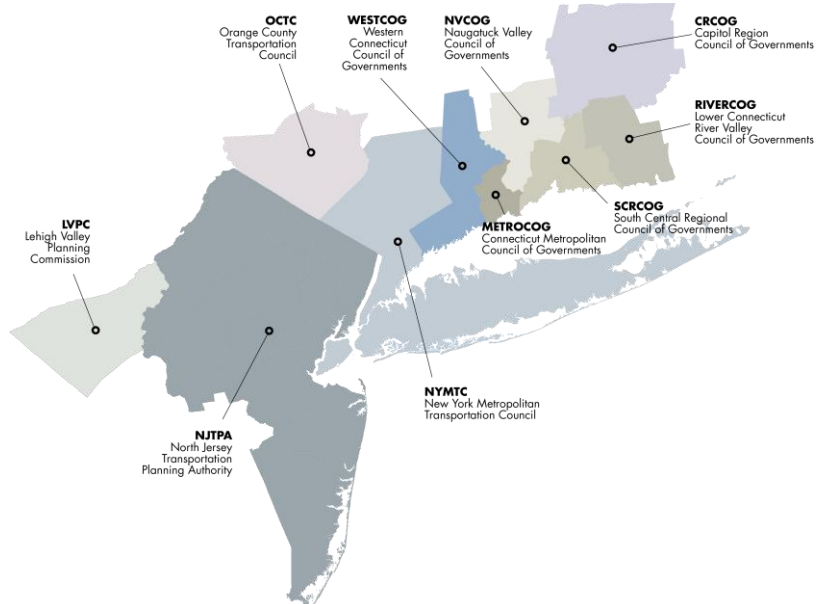 OCTC
Orange County
Transportation
Council
WESTCOG
Western
Connecticut
Council of
Governments
NVCOG
Naugatuck Valley
Council of
Governments
CRCOG
Capitol Region
Council of Governments
RIVERCOG
Lower Connecticut
River Valley
Council of Governments
SCRCOG
South Central Regional
Council of Governments
METROCOG
Connecticut Metropolitan
Council of Governments
LVPC
Lehigh Valley
Planning
Commission
NYMTC
New York Metropolitan
Transportation Council
NJTPA
North Jersey
Transportation
Planning Authority